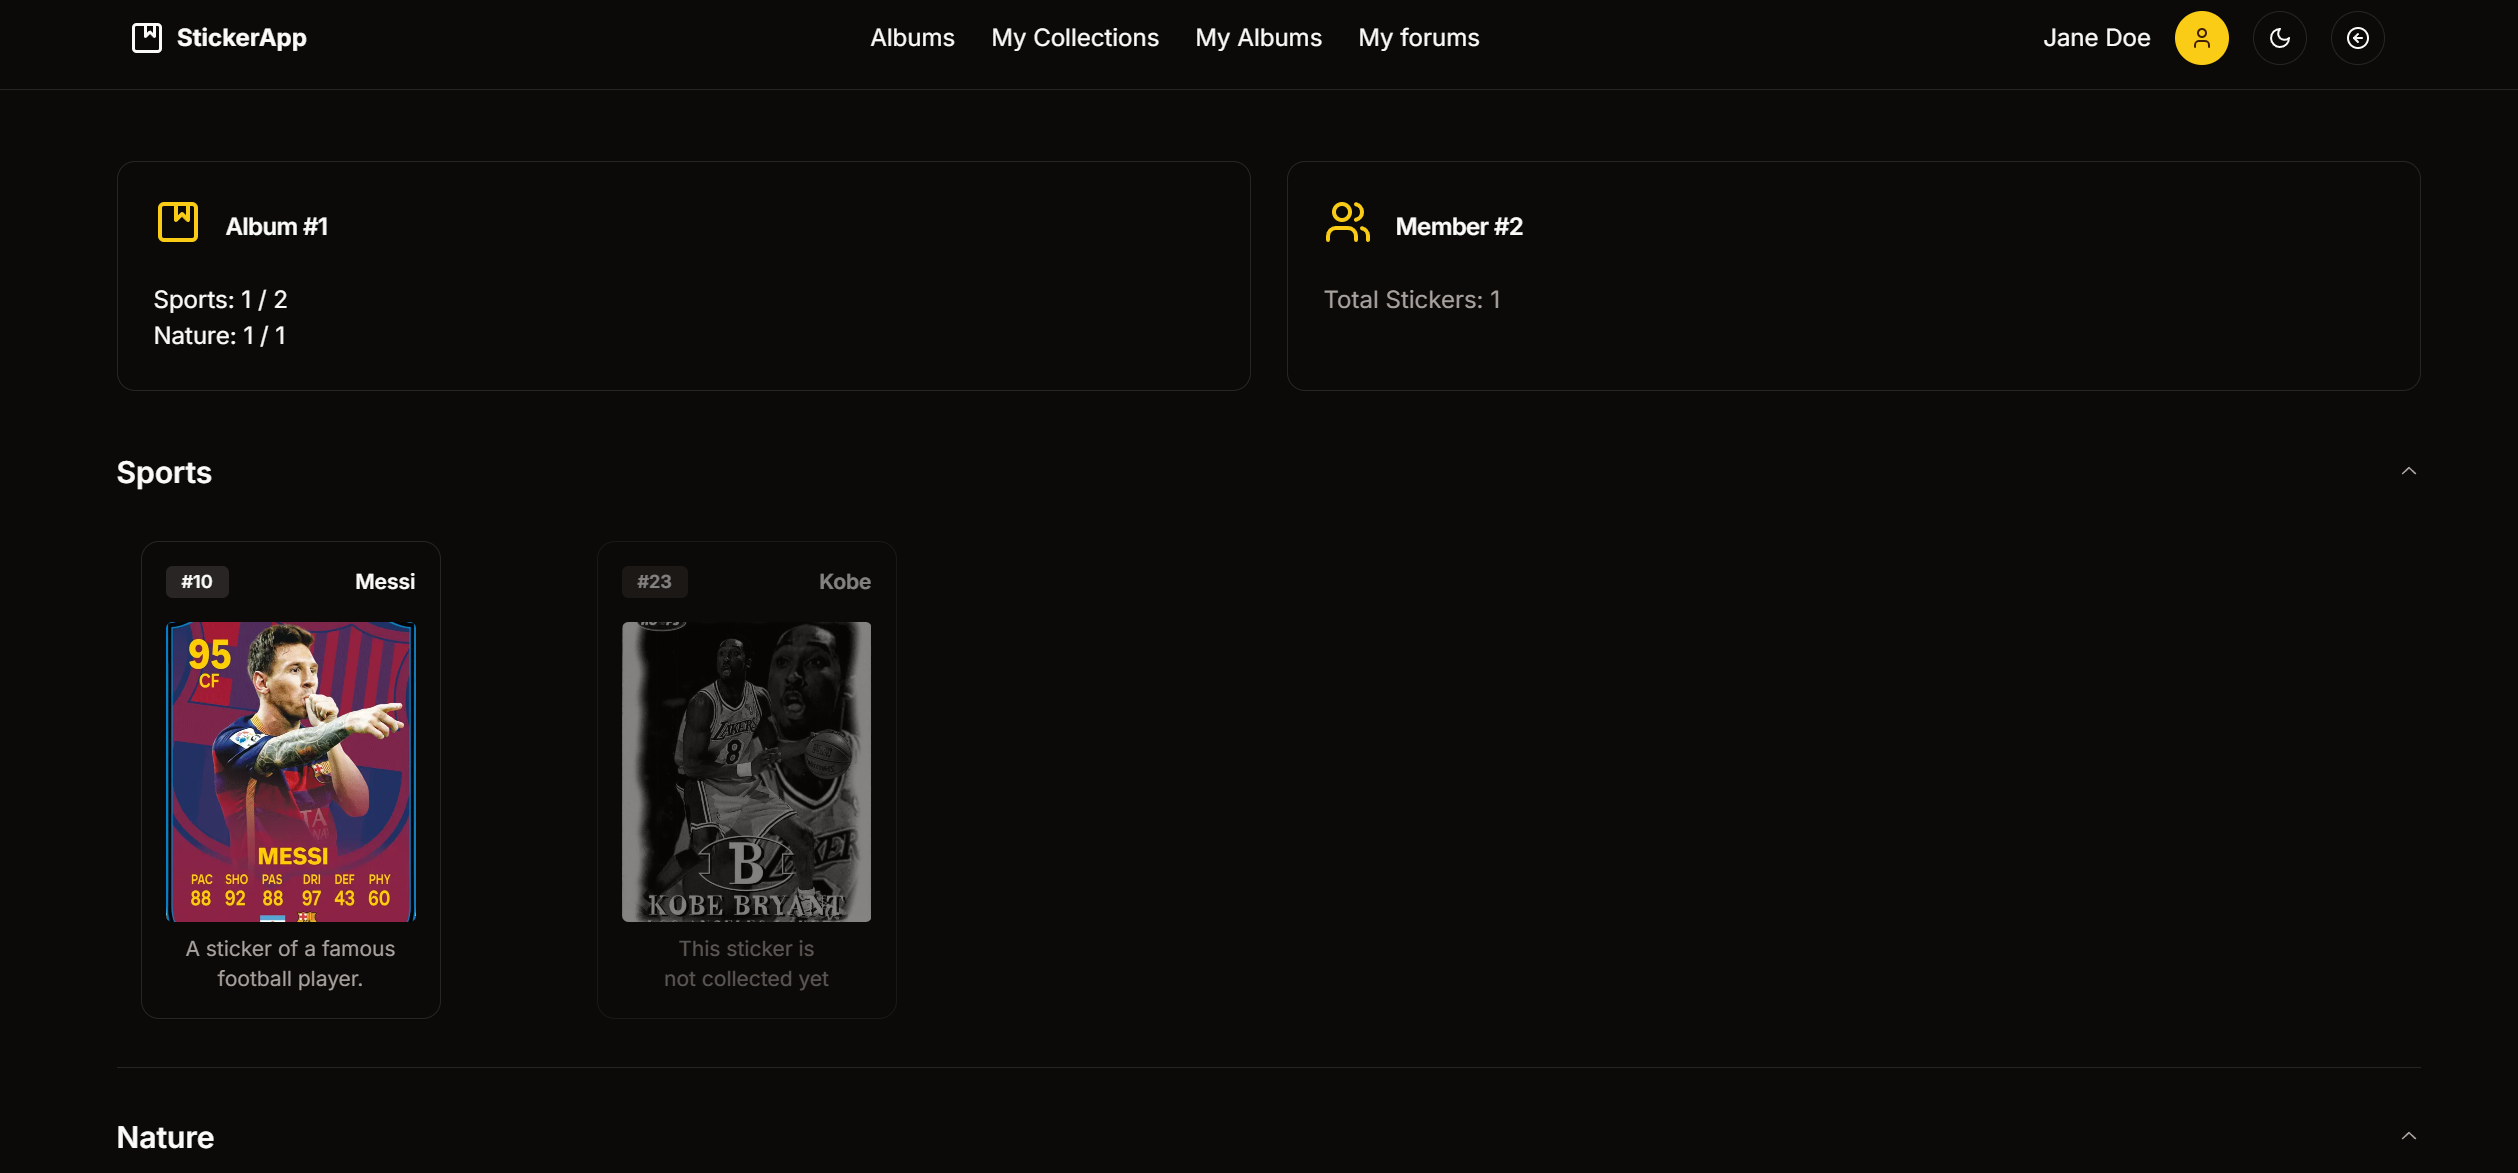 StickerApp
Albums
My Collections
My Albums
My forums
Jane Doe
Album #1
Sports: 1 / 2
Nature: 1 / 1
Member #2
Total Stickers: 1
Sports
#10
Messi
95
CF
MESSI
PAC SHO PAS DRI DEF PHY
88 92 88 97 43 60
A sticker of a famous
football player.
#23
Kobe
LAKERS
8
B
KOBE BRYANT
This sticker is
not collected yet
Nature